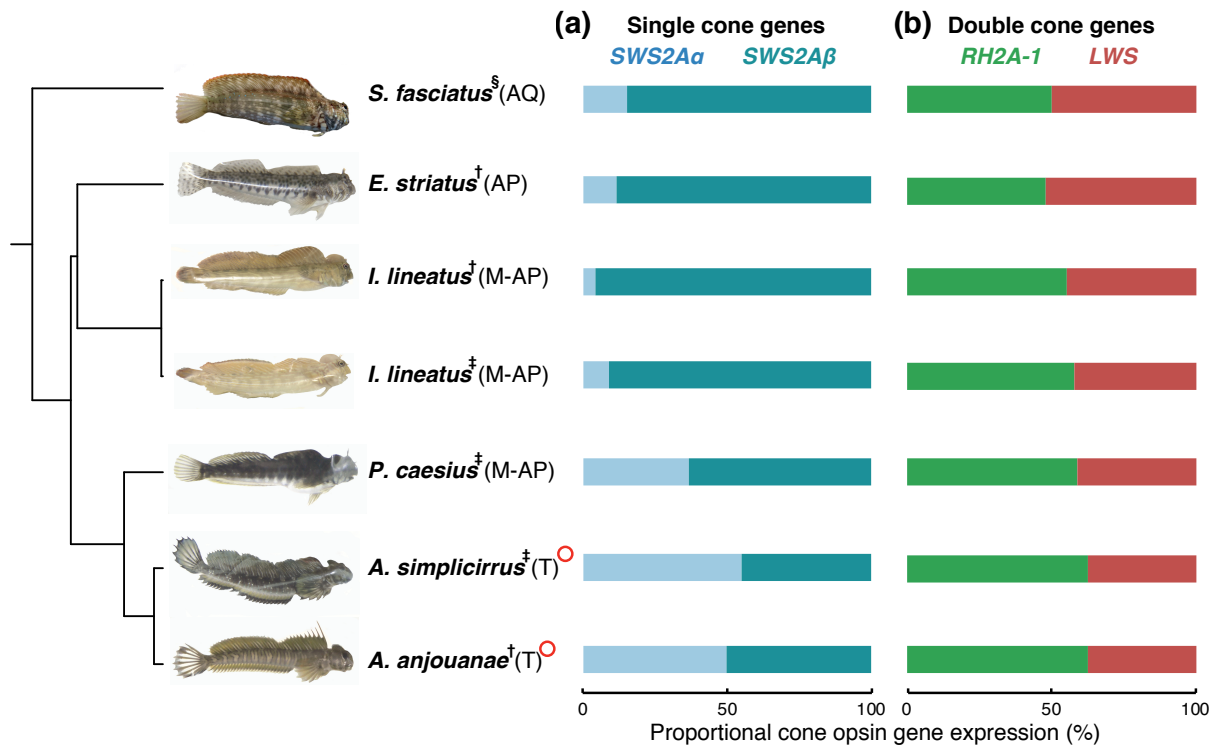 (a) Single cone genes
SWS2Aα SWS2Aβ
(b) Double cone genes
RH2A-1 LWS
S. fasciatus§(AQ)
E. striatus†(AP)
I. lineatus†(M-AP)
I. lineatus‡(M-AP)
P. caesius‡(M-AP)
A. simplicirrus‡(T)
A. anjouanae†(T)
0 50 100
0 50 100
Proportional cone opsin gene expression (%)